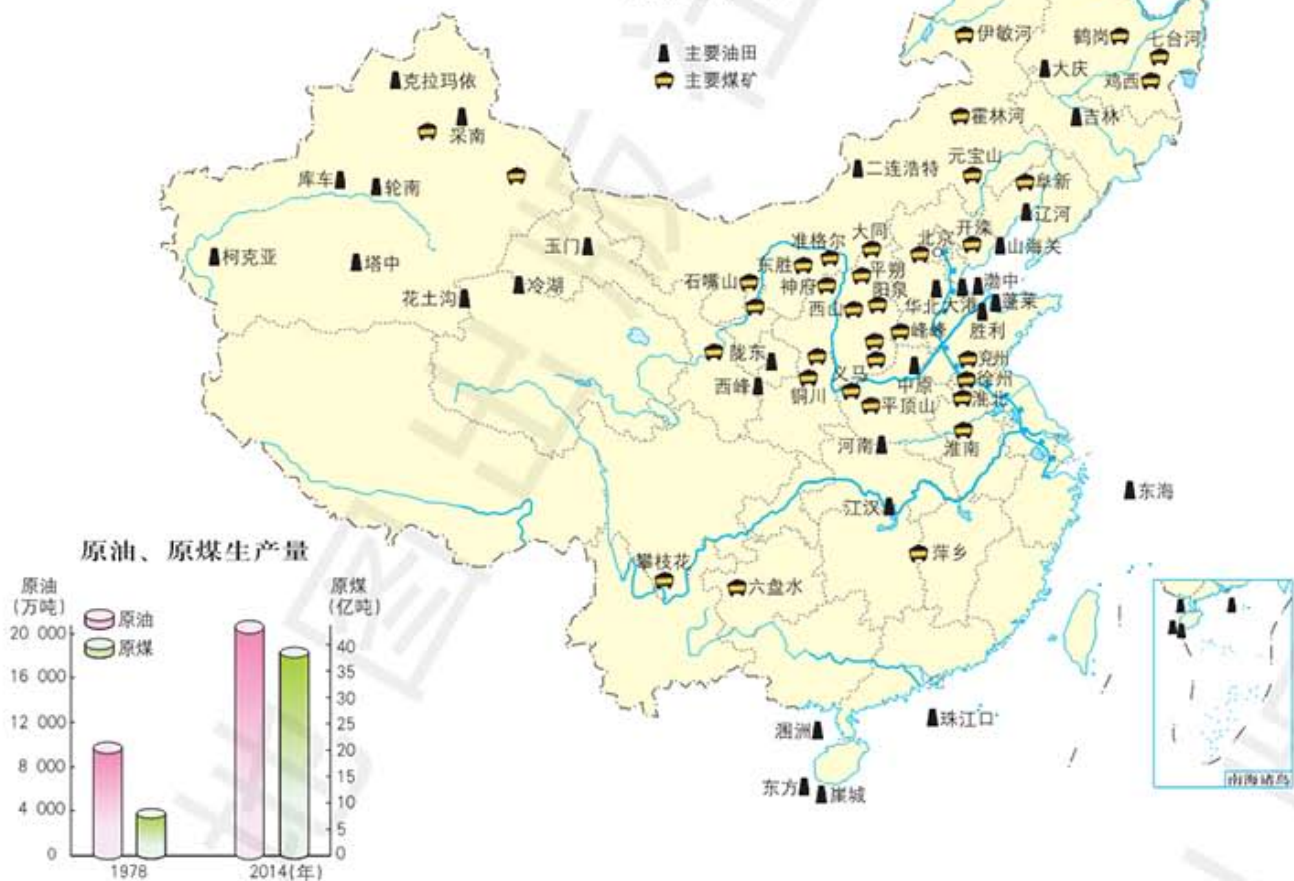 主要油田
主要煤矿
伊敏河
鹤岗
七台河
大庆
鸡西
克拉玛依
采南
霍林河
吉林
二连浩特
元宝山
阜新
库车
轮南
辽河
玉门
准格尔
大同
北京
开滦
山海关
柯克亚
塔中
东胜
平朔
石嘴山
神府
阳泉
花土沟
冷湖
西山
华北
大港
渤中
蓬莱
胜利
峰峰
陇东
兖州
西峰
铜川
义马
中原
徐州
平顶山
淮北
河南
淮南
江汉
东海
攀枝花
六盘水
萍乡
涠洲
珠江口
东方
崖城
南海诸岛
原油、原煤生产量
原油
(万吨)
原煤
(亿吨)
原油
原煤
20 000
16 000
12 000
8 000
4 000
0
40
35
30
25
20
15
10
5
0
1978
2014(年)